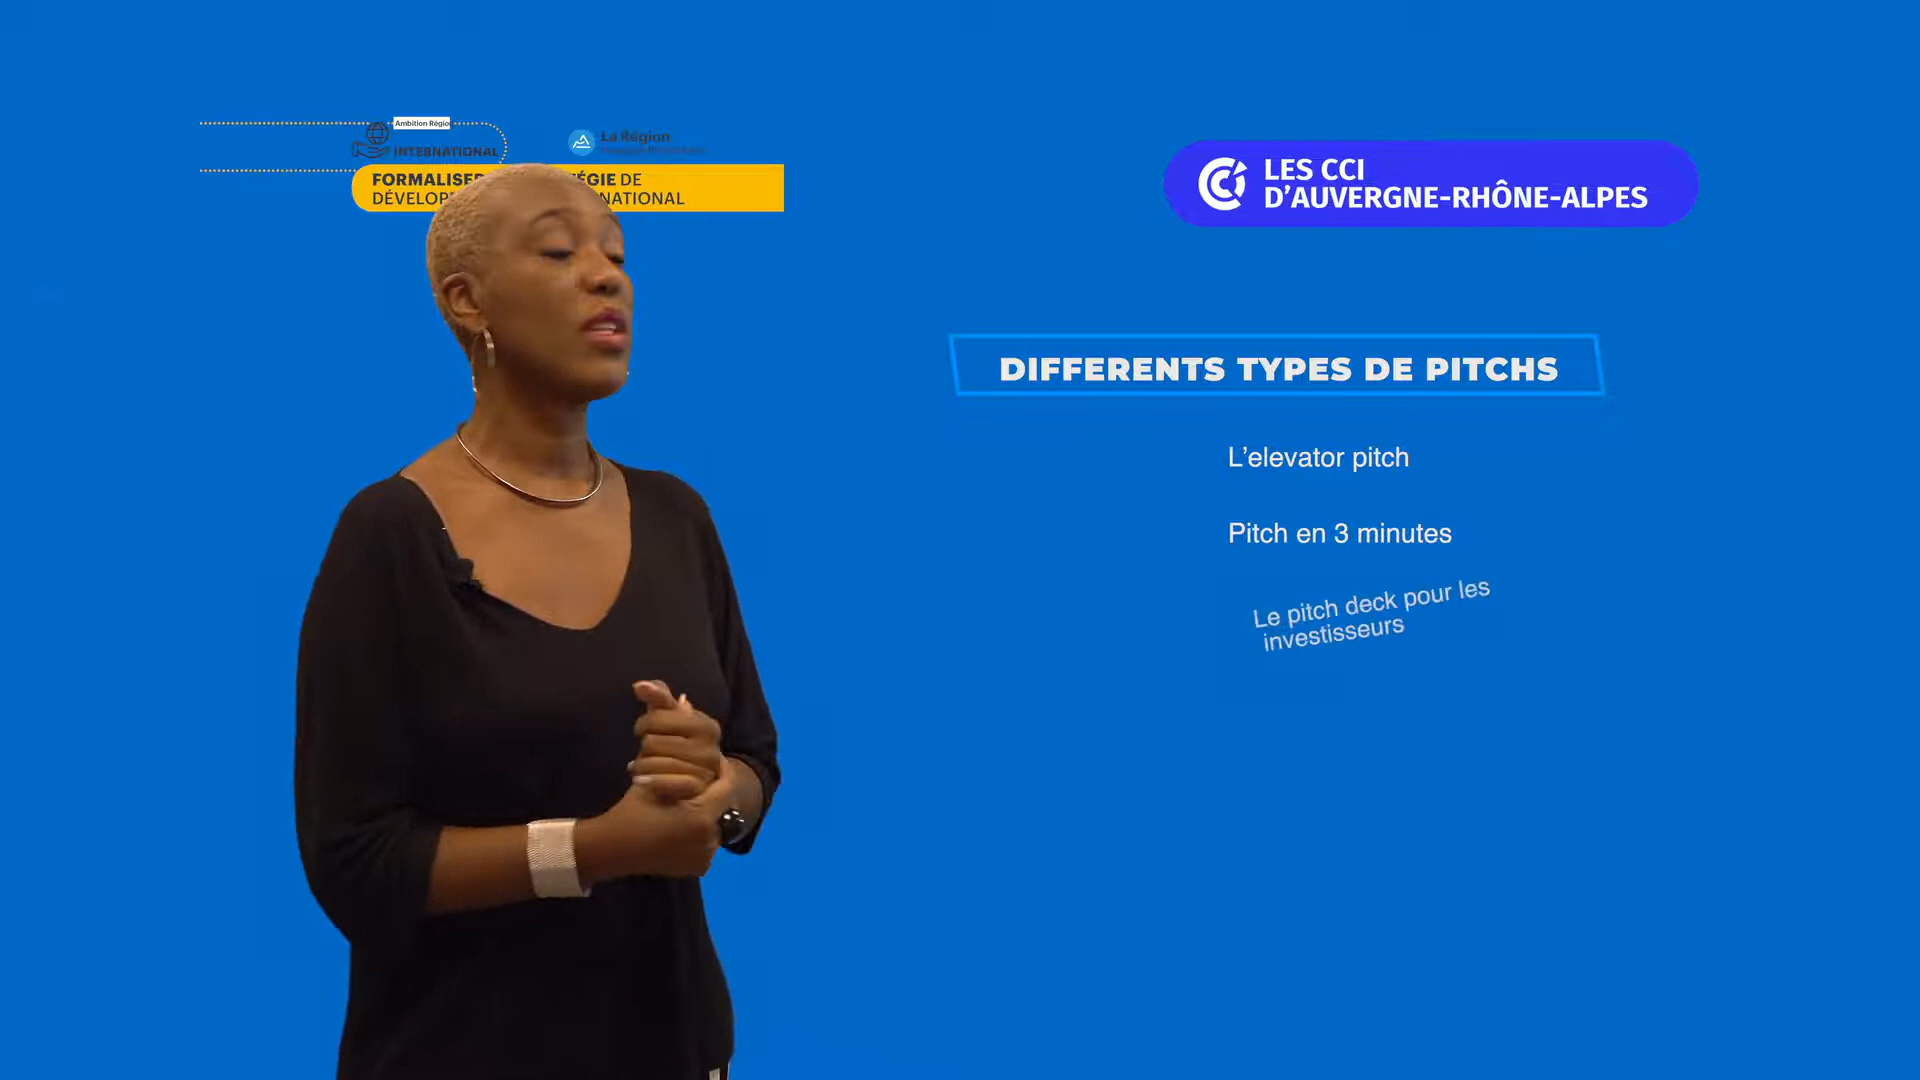 Ambition Régio
INTERNATIONAL
La Région
FORMALISER ÉGIE DE
DÉVELOP NATIONAL
LES CCI
D'AUVERGNE-RHÔNE-ALPES
DIFFERENTS TYPES DE PITCHS
L'elevator pitch
Pitch en 3 minutes
Le pitch deck pour les
investisseurs